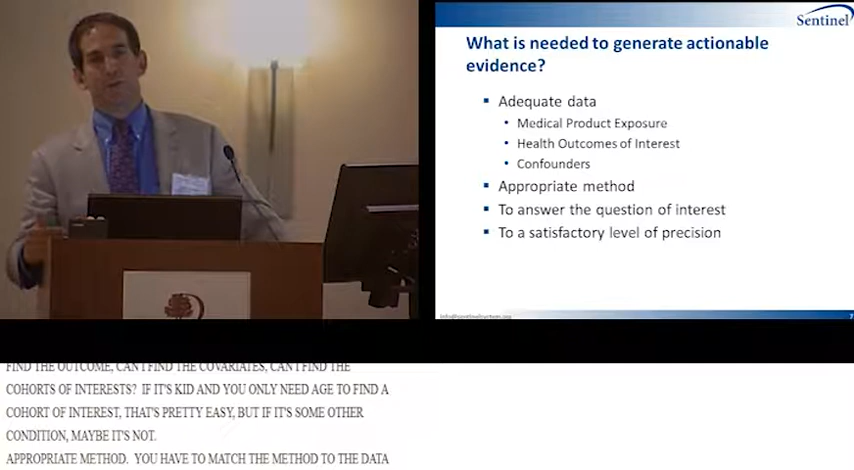 Sentinel
What is needed to generate actionable
evidence?
▪ Adequate data
• Medical Product Exposure
• Health Outcomes of Interest
• Confounders
▪ Appropriate method
▪ To answer the question of interest
▪ To a satisfactory level of precision
info@sentinelsystem.org
7
FIND THE OUTCOME, CAN I FIND THE COVARIATES, CAN I FIND THE
COHORTS OF INTERESTS? IF IT'S KID AND YOU ONLY NEED AGE TO FIND A
COHORT OF INTEREST, THAT'S PRETTY EASY, BUT IF IT'S SOME OTHER
CONDITION, MAYBE IT'S NOT.
APPROPRIATE METHOD. YOU HAVE TO MATCH THE METHOD TO THE DATA